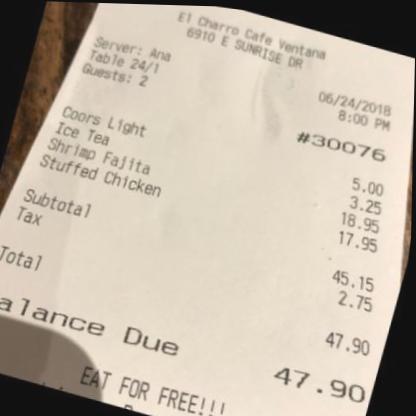 El Charro Cafe Ventana
6910 E SUNRISE DR
Server: Ana
Table 24/1
Guests: 2
06/24/2018
8:00 PM
#30076
Coors Light 5.00
Ice Tea 3.25
Shrimp Fajita 18.95
Stuffed Chicken 17.95
Subtotal 45.15
Tax 2.75
Total 47.90
alance Due 47.90
EAT FOR FREE!!!